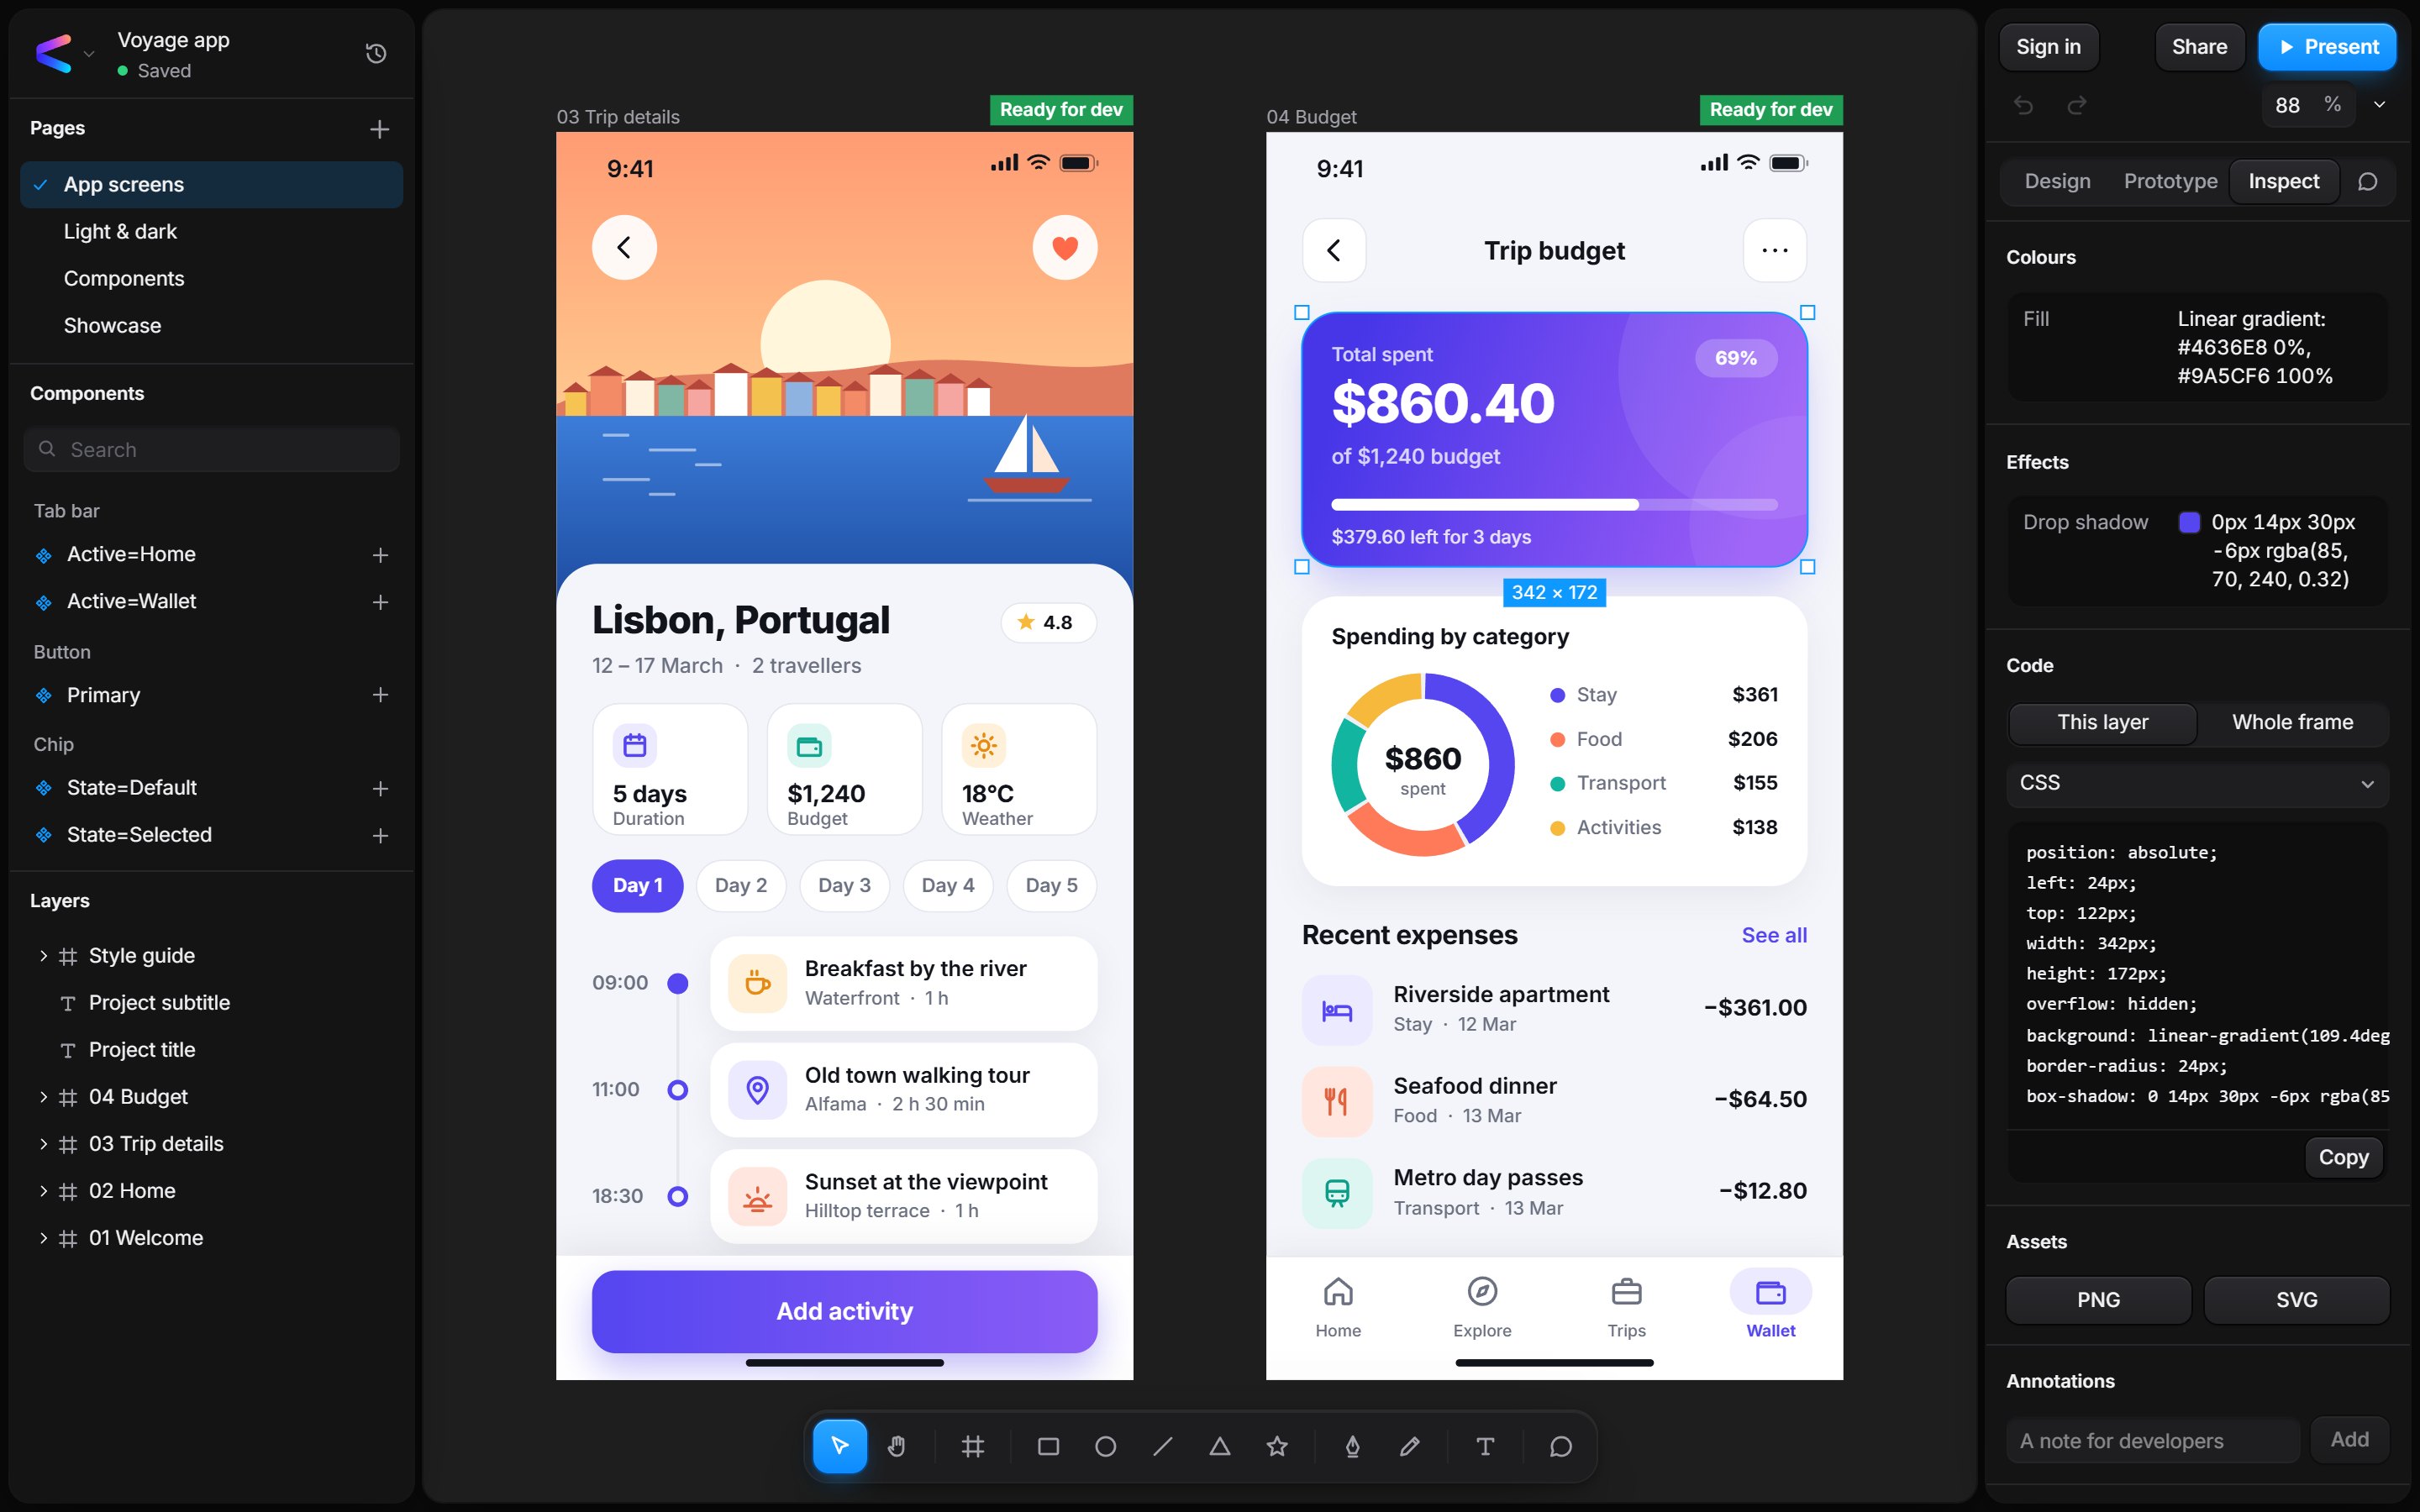 Voyage app
Saved
Pages
App screens
Light & dark
Components
Showcase
Components
Search
Tab bar
Active=Home
Active=Wallet
Button
Primary
Chip
State=Default
State=Selected
Layers
Style guide
Project subtitle
Project title
04 Budget
03 Trip details
02 Home
01 Welcome
03 Trip details
Ready for dev
9:41
Lisbon, Portugal
4.8
12 – 17 March · 2 travellers
5 days
Duration
$1,240
Budget
18°C
Weather
Day 1
Day 2
Day 3
Day 4
Day 5
09:00
Breakfast by the river
Waterfront · 1 h
11:00
Old town walking tour
Alfama · 2 h 30 min
18:30
Sunset at the viewpoint
Hilltop terrace · 1 h
Add activity
04 Budget
Ready for dev
9:41
Trip budget
Total spent
69%
$860.40
of $1,240 budget
$379.60 left for 3 days
342 × 172
Spending by category
$860
spent
Stay $361
Food $206
Transport $155
Activities $138
Recent expenses
See all
Riverside apartment
Stay · 12 Mar
−$361.00
Seafood dinner
Food · 13 Mar
−$64.50
Metro day passes
Transport · 13 Mar
−$12.80
Home
Explore
Trips
Wallet
Sign in
Share
Present
88 %
Design
Prototype
Inspect
Colours
Fill
Linear gradient:
#4636E8 0%,
#9A5CF6 100%
Effects
Drop shadow
0px 14px 30px
-6px rgba(85,
70, 240, 0.32)
Code
This layer
Whole frame
CSS
position: absolute;
left: 24px;
top: 122px;
width: 342px;
height: 172px;
overflow: hidden;
background: linear-gradient(109.4deg
border-radius: 24px;
box-shadow: 0 14px 30px -6px rgba(85
Copy
Assets
PNG
SVG
Annotations
A note for developers
Add